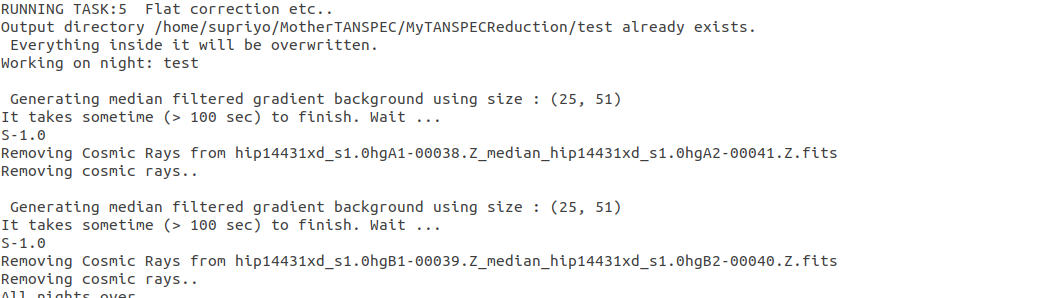 RUNNING TASK:5  Flat correction etc..
Output directory /home/supriyo/MotherTANSPEC/MyTANSPECReduction/test already exists.
 Everything inside it will be overwritten.
Working on night: test
 Generating median filtered gradient background using size : (25, 51)
It takes sometime (> 100 sec) to finish. Wait ...
S-1.0
Removing Cosmic Rays from hip14431xd_s1.0hgA1-00038.Z_median_hip14431xd_s1.0hgA2-00041.Z.fits
Removing cosmic rays..
 Generating median filtered gradient background using size : (25, 51)
It takes sometime (> 100 sec) to finish. Wait ...
S-1.0
Removing Cosmic Rays from hip14431xd_s1.0hgB1-00039.Z_median_hip14431xd_s1.0hgB2-00040.Z.fits
Removing cosmic rays..
All nights over